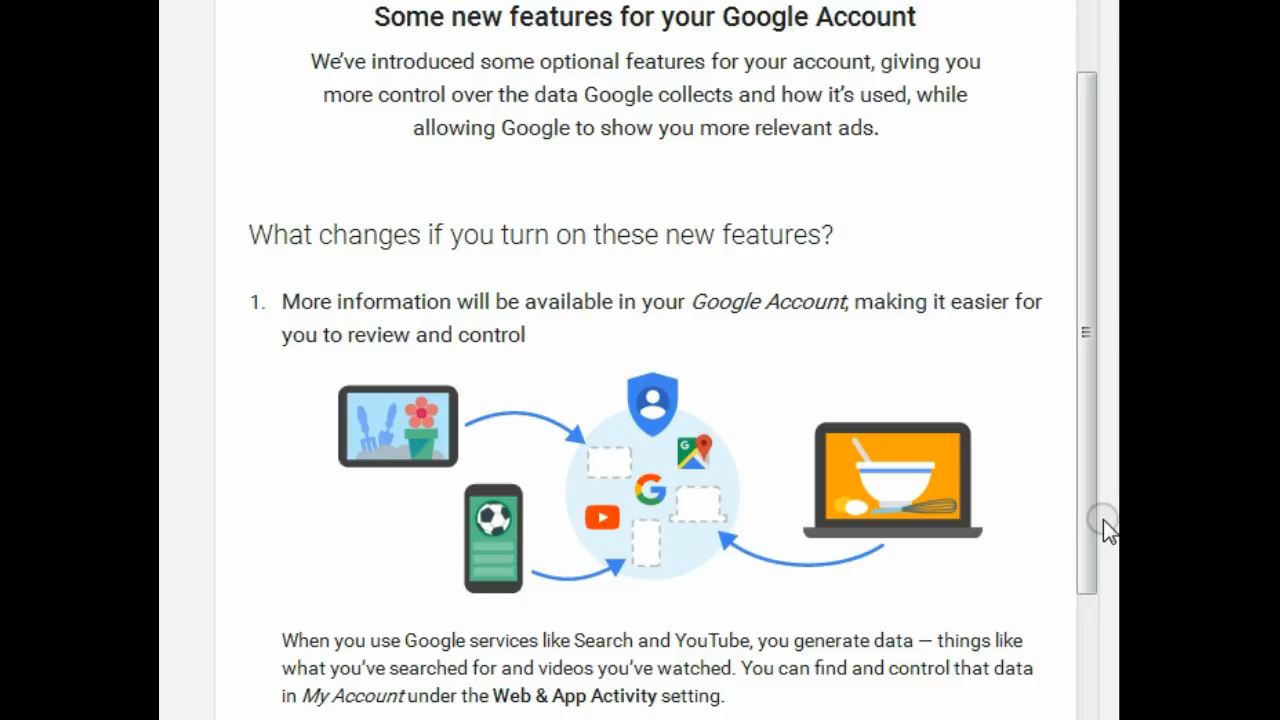 Some new features for your Google Account
We've introduced some optional features for your account, giving you
more control over the data Google collects and how it's used, while
allowing Google to show you more relevant ads.
What changes if you turn on these new features?
1. More information will be available in your Google Account, making it easier for
you to review and control
G
G
When you use Google services like Search and YouTube, you generate data — things like
what you've searched for and videos you've watched. You can find and control that data
in My Account under the Web & App Activity setting.